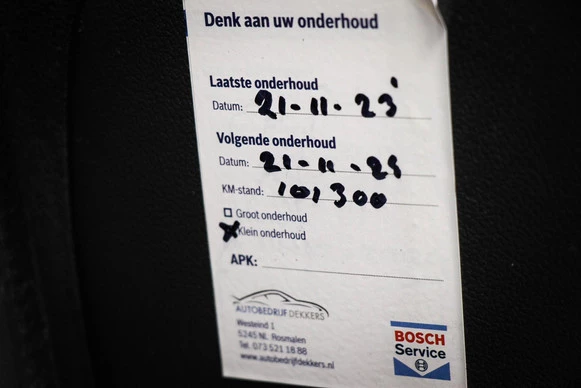 Denk aan uw onderhoud
Laatste onderhoud
Datum: 21-11-23
Volgende onderhoud
Datum: 21-11-24
KM-stand: 101300
Groot onderhoud
Klein onderhoud
APK:
AUTOBEDRIJF DEKKERS
Westeind 1
5245 NL Rosmalen
Tel. 073 521 18 88
www.autobedrijfdekkers.nl
BOSCH
Service